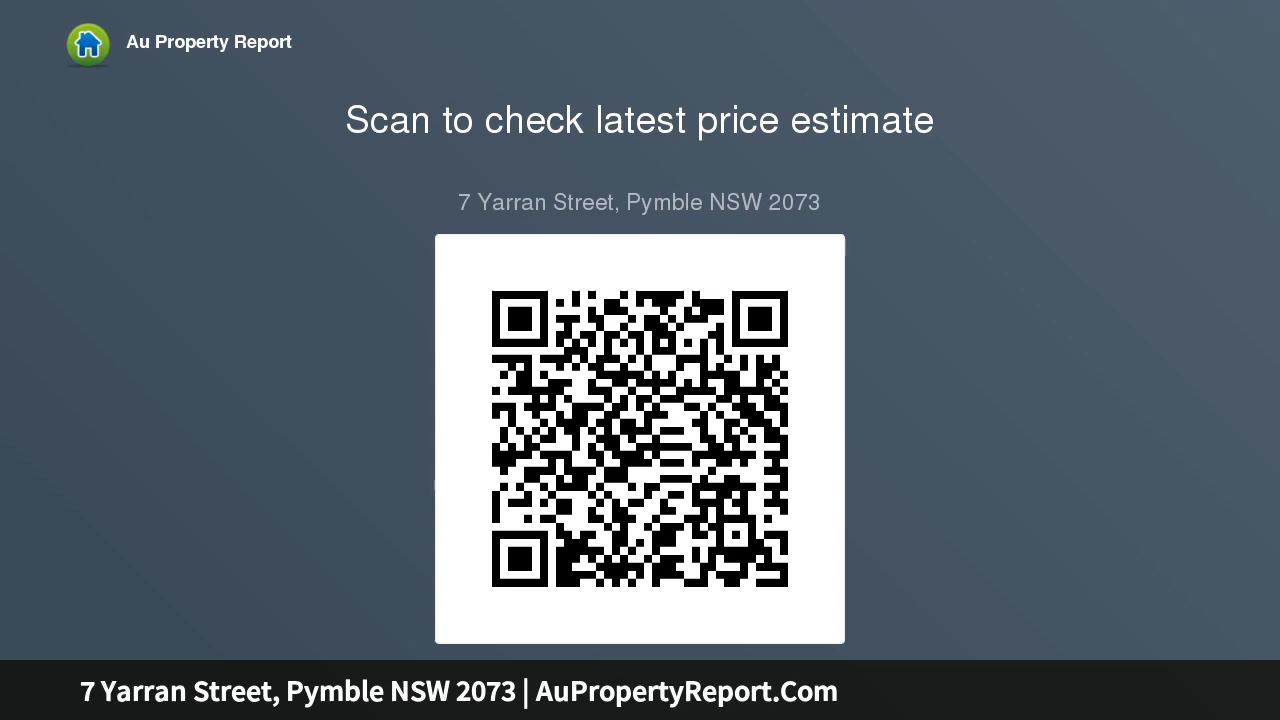 Au Property Report
Scan to check latest price estimate
7 Yarran Street, Pymble NSW 2073
7 Yarran Street, Pymble NSW 2073 | AuPropertyReport.Com